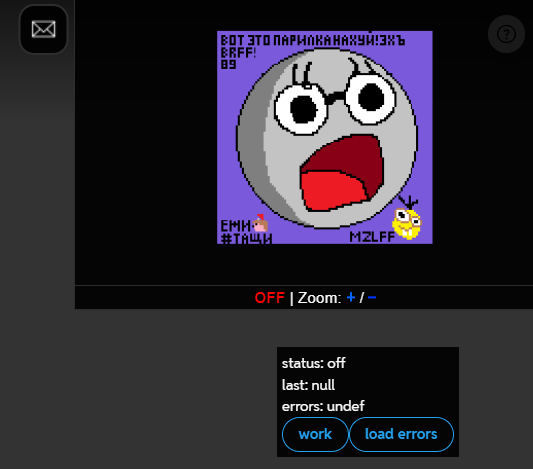 ВОТ ЭТО ПАРИЛКА НАХУЙ!ЭХЪ
BRFF!
89
ЕМИ
#ТАЩИ
MZLFF
OFF | Zoom: + / −
status: off
last: null
errors: undef
work load errors